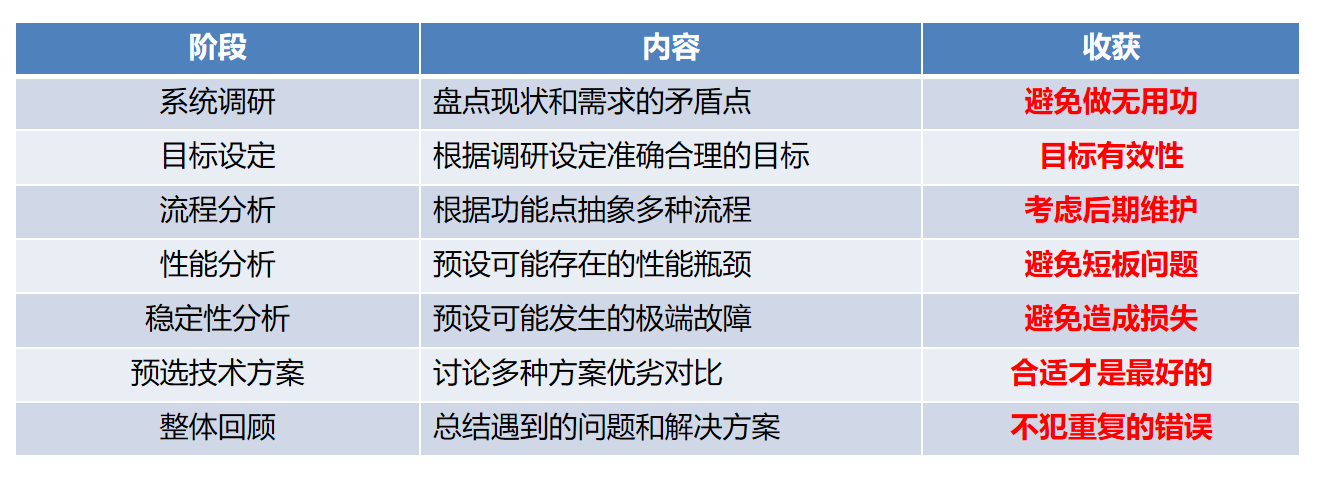 阶段 内容 收获
系统调研 盘点现状和需求的矛盾点 避免做无用功
目标设定 根据调研设定准确合理的目标 目标有效性
流程分析 根据功能点抽象多种流程 考虑后期维护
性能分析 预设可能存在的性能瓶颈 避免短板问题
稳定性分析 预设可能发生的极端故障 避免造成损失
预选技术方案 讨论多种方案优劣对比 合适才是最好的
整体回顾 总结遇到的问题和解决方案 不犯重复的错误